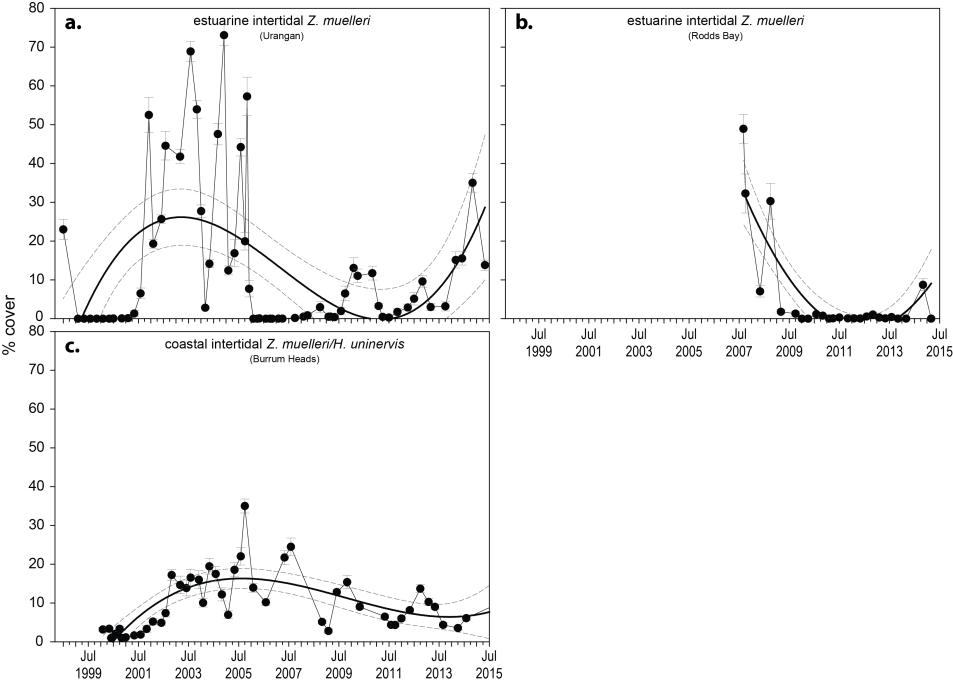 a.
estuarine intertidal Z. muelleri
(Urangan)
80
70
60
50
40
30
20
10
0
b.
estuarine intertidal Z. muelleri
(Rodds Bay)
Jul 1999 Jul 2001 Jul 2003 Jul 2005 Jul 2007 Jul 2009 Jul 2011 Jul 2013 Jul 2015
% cover
c.
coastal intertidal Z. muelleri/H. uninervis
(Burrum Heads)
80
70
60
50
40
30
20
10
0
Jul 1999 Jul 2001 Jul 2003 Jul 2005 Jul 2007 Jul 2009 Jul 2011 Jul 2013 Jul 2015